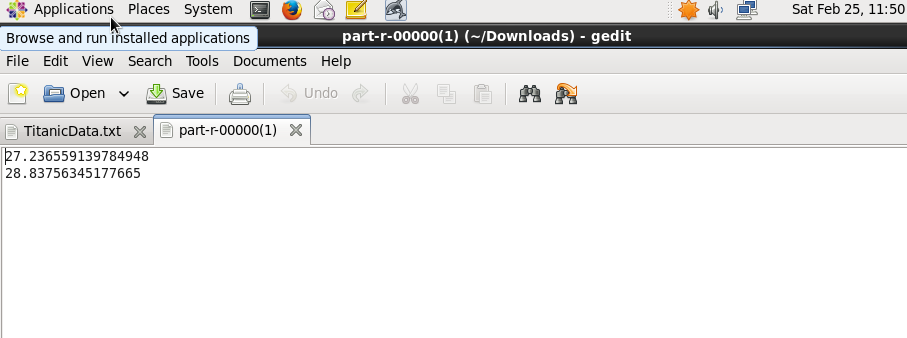 Applications Places System Sat Feb 25, 11:50
Browse and run installed applications
part-r-00000(1) (~/Downloads) - gedit
File Edit View Search Tools Documents Help
Open Save Undo
TitanicData.txt part-r-00000(1)
27.236559139784948
28.83756345177665